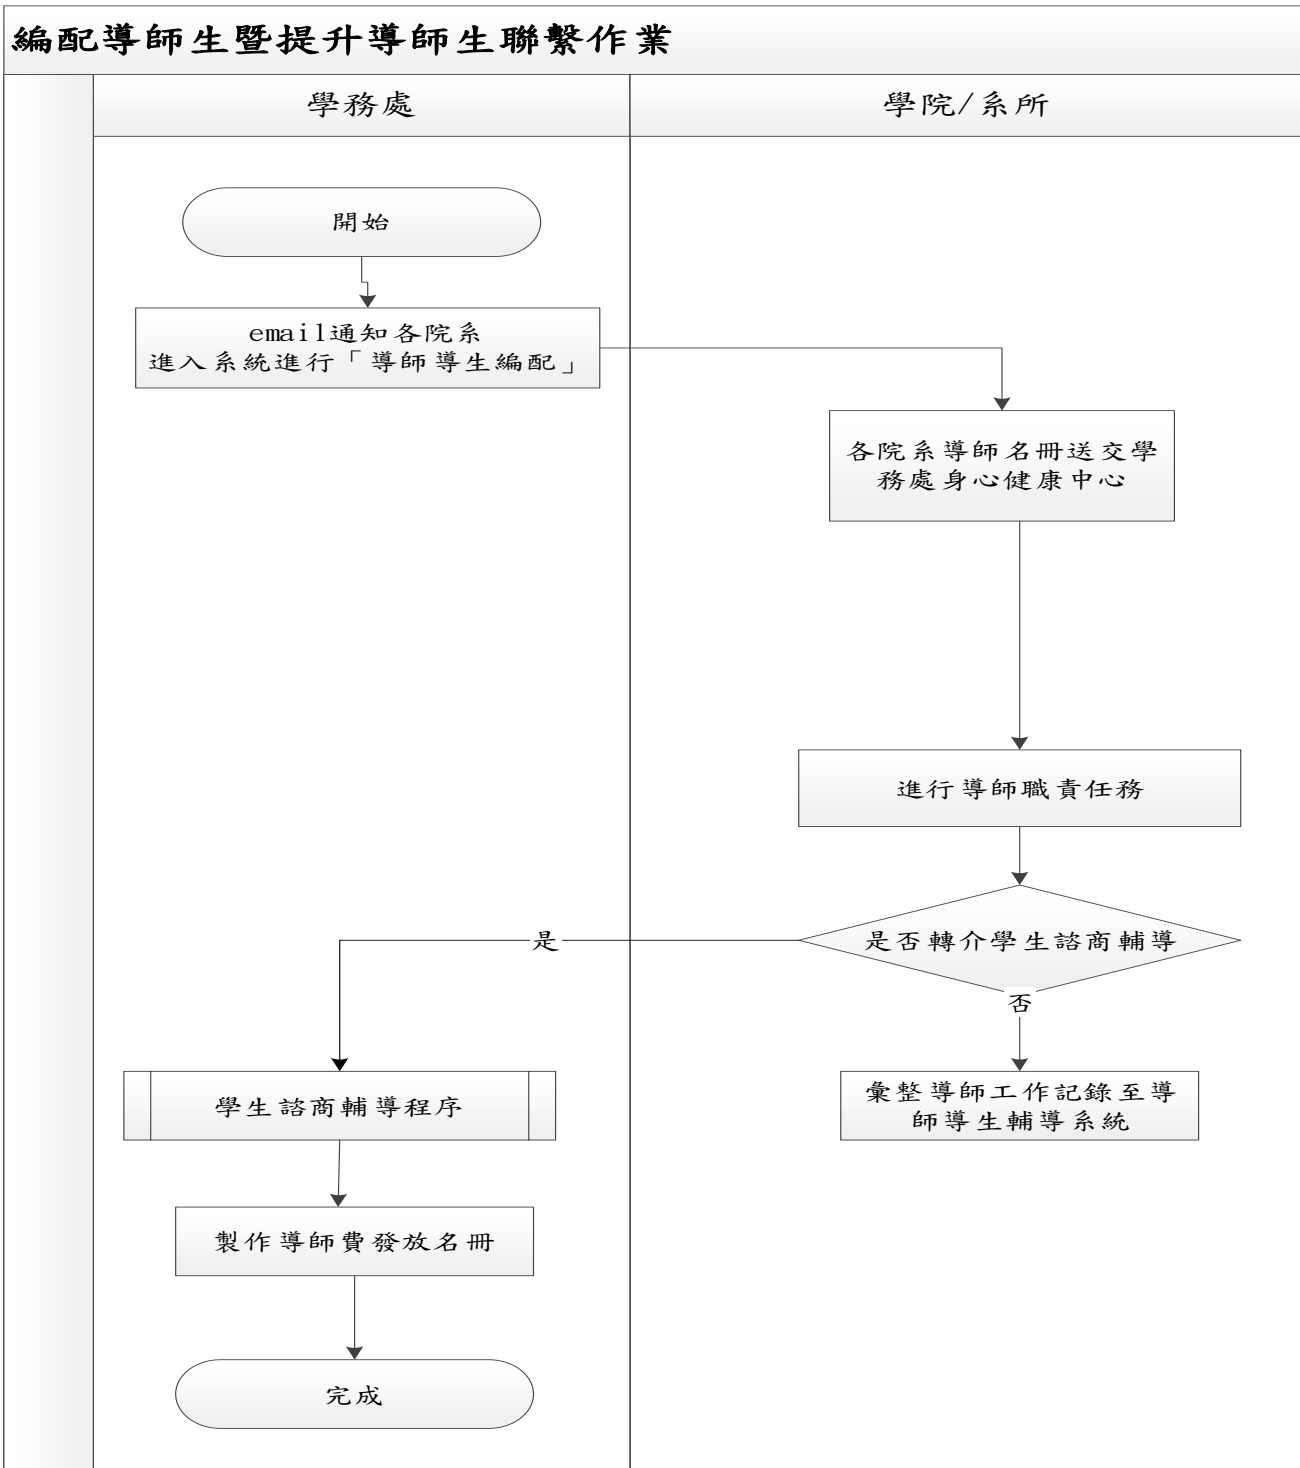 編配導師生暨提升導師生聯繫作業
學務處
學院/系所
開始
email通知各院系
進入系統進行「導師導生編配」
各院系導師名冊送交學
務處身心健康中心
進行導師職責任務
是否轉介學生諮商輔導
是
否
學生諮商輔導程序
彙整導師工作記錄至導
師導生輔導系統
製作導師費發放名冊
完成